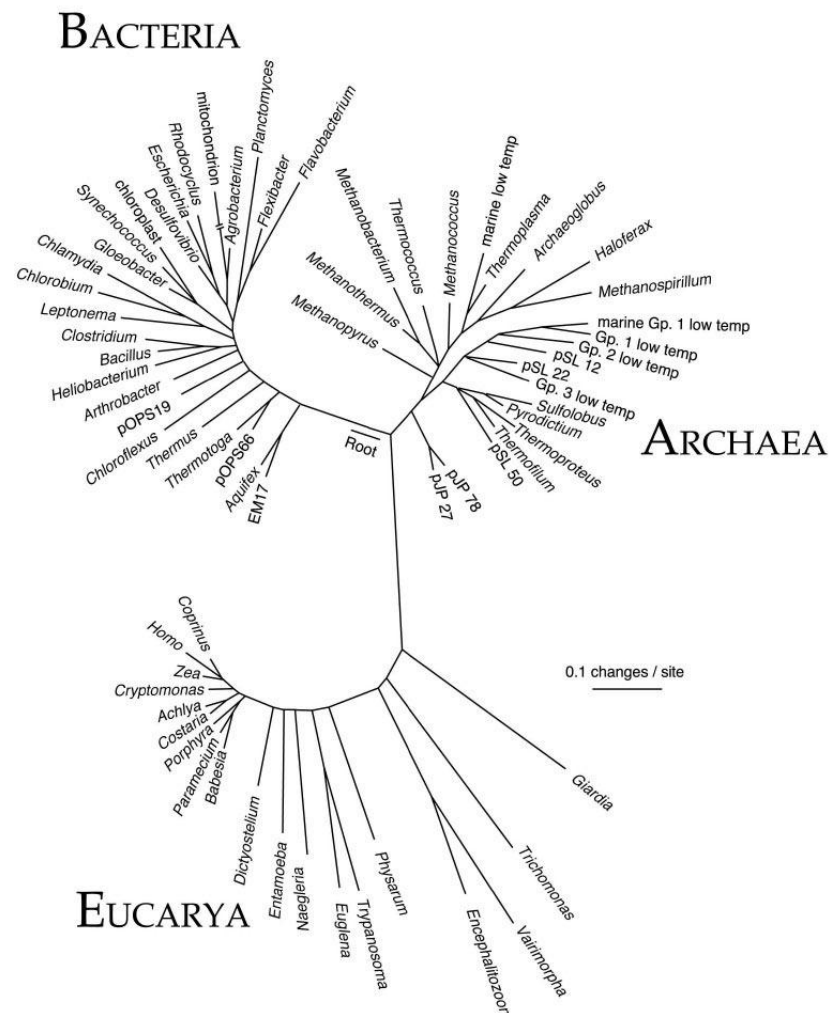 BACTERIA
Planctomyces
mitochondrion
Flavobacterium
Rhodocyclus
Escherichia
Agrobacterium
Flexibacter
Desulfovibrio
chloroplast
Synechococcus
Gloeobacter
Chlamydia
Chlorobium
Leptonema
Clostridium
Bacillus
Heliobacterium
Arthrobacter
pOPS19
Chloroflexus
Thermus
Thermotoga
pOPS66
Aquifex
EM17
Root
Methanopyrus
Methanothermus
Methanobacterium
Thermococcus
Methanococcus
marine low temp
Thermoplasma
Archaeoglobus
Haloferax
Methanospirillum
marine Gp. 1 low temp
Gp. 1 low temp
Gp. 2 low temp
pSL 12
pSL 22
Gp. 3 low temp
Sulfolobus
Pyrodictium
Thermoproteus
Thermofilum
pSL 50
pJP 78
pJP 27
ARCHAEA
Coprinus
Homo
Zea
Cryptomonas
Achlya
Costaria
Porphyra
Paramecium
Babesia
Dictyostelium
Entamoeba
Naegleria
Euglena
Trypanosoma
Physarum
Encephalitozoon
Vairimorpha
Trichomonas
Giardia
0.1 changes / site
EUCARYA